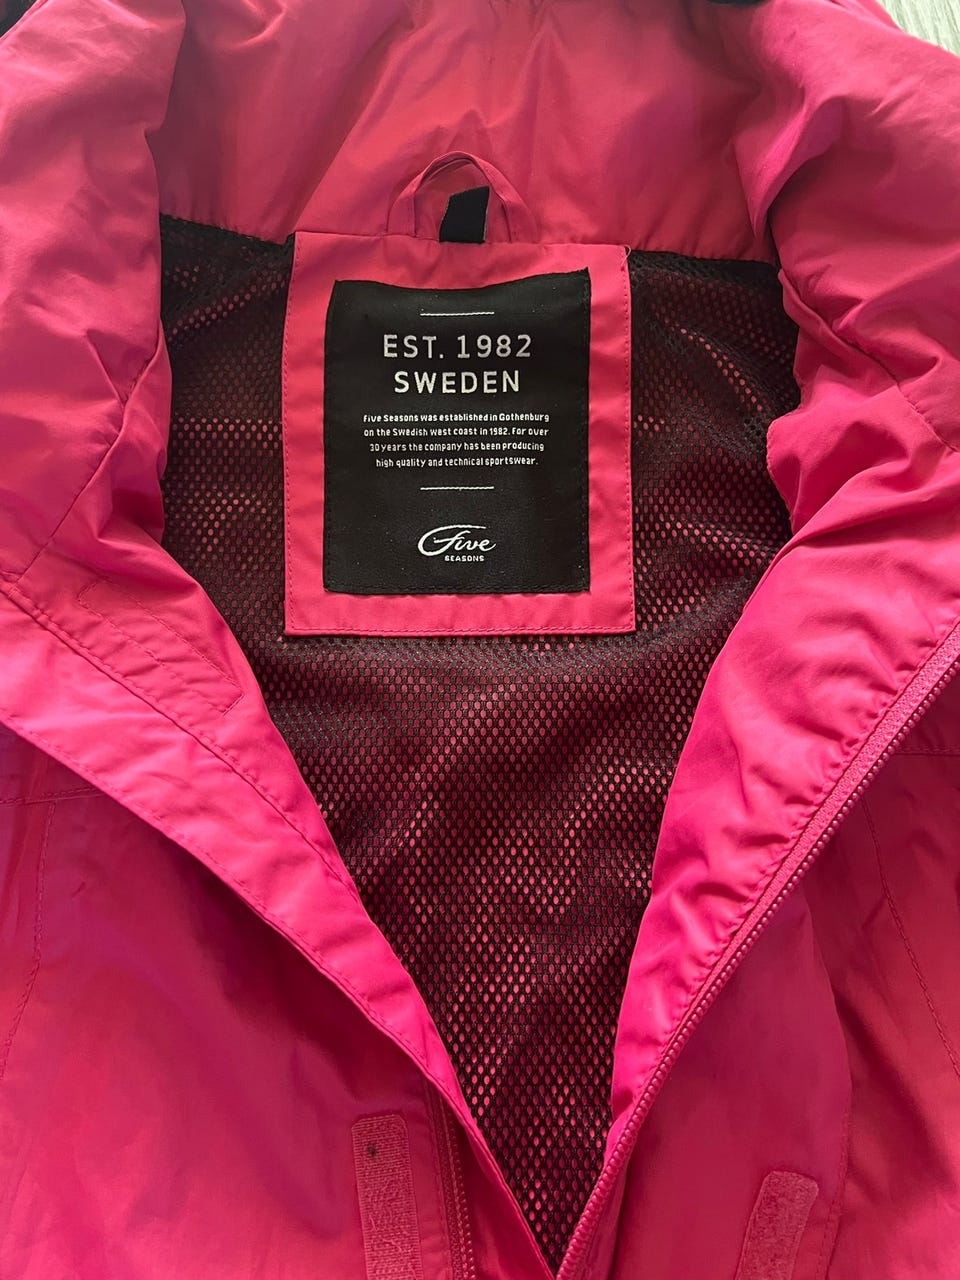 EST. 1982
SWEDEN
Five Seasons was established in Gothenburg
on the Swedish west coast in 1982. For over
30 years the company has been producing
high quality and technical sportswear.
Five
SEASONS